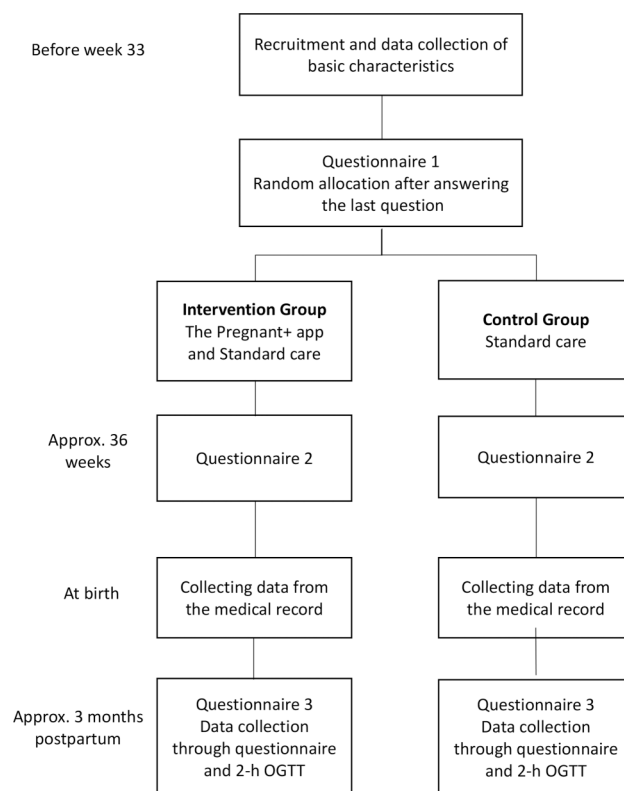 Before week 33
Recruitment and data collection of
basic characteristics
Questionnaire 1
Random allocation after answering
the last question
Intervention Group
The Pregnant+ app
and Standard care
Control Group
Standard care
Approx. 36
weeks
Questionnaire 2
Questionnaire 2
At birth
Collecting data from
the medical record
Collecting data from
the medical record
Approx. 3 months
postpartum
Questionnaire 3
Data collection
through questionnaire
and 2-h OGTT
Questionnaire 3
Data collection
through questionnaire
and 2-h OGTT